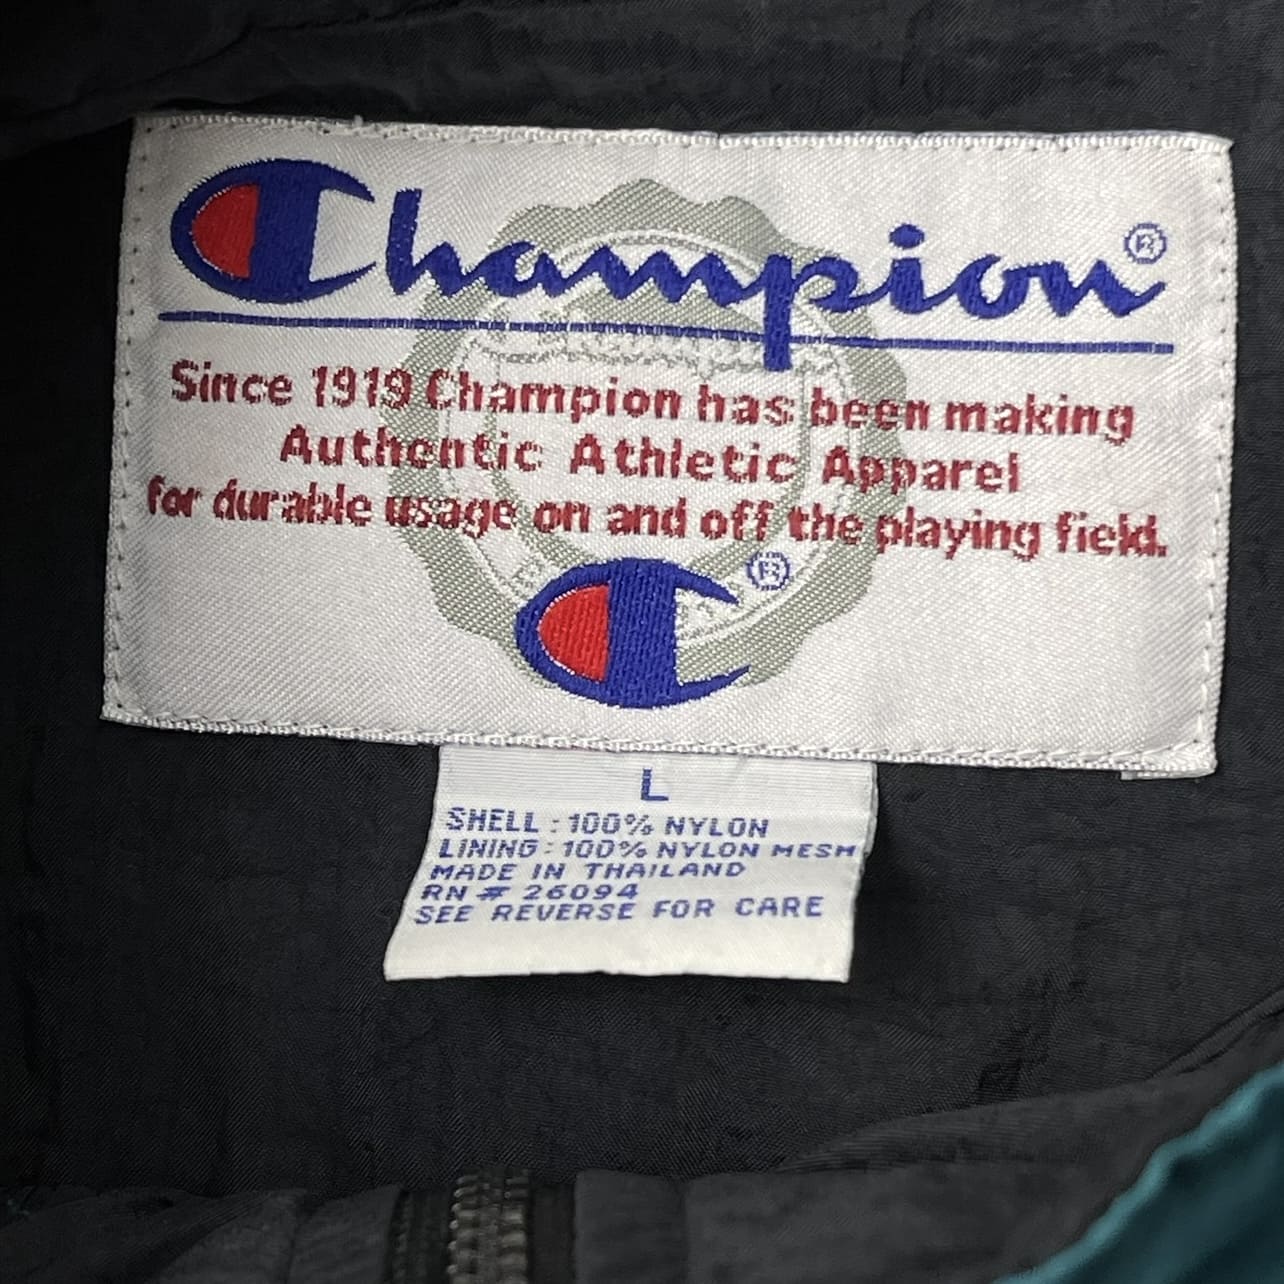 Champion®
Since 1919 Champion has been making
Authentic Athletic Apparel
for durable usage on and off the playing field.
®
L
SHELL : 100% NYLON
LINING : 100% NYLON MESH
MADE IN THAILAND
RN # 26094
SEE REVERSE FOR CARE